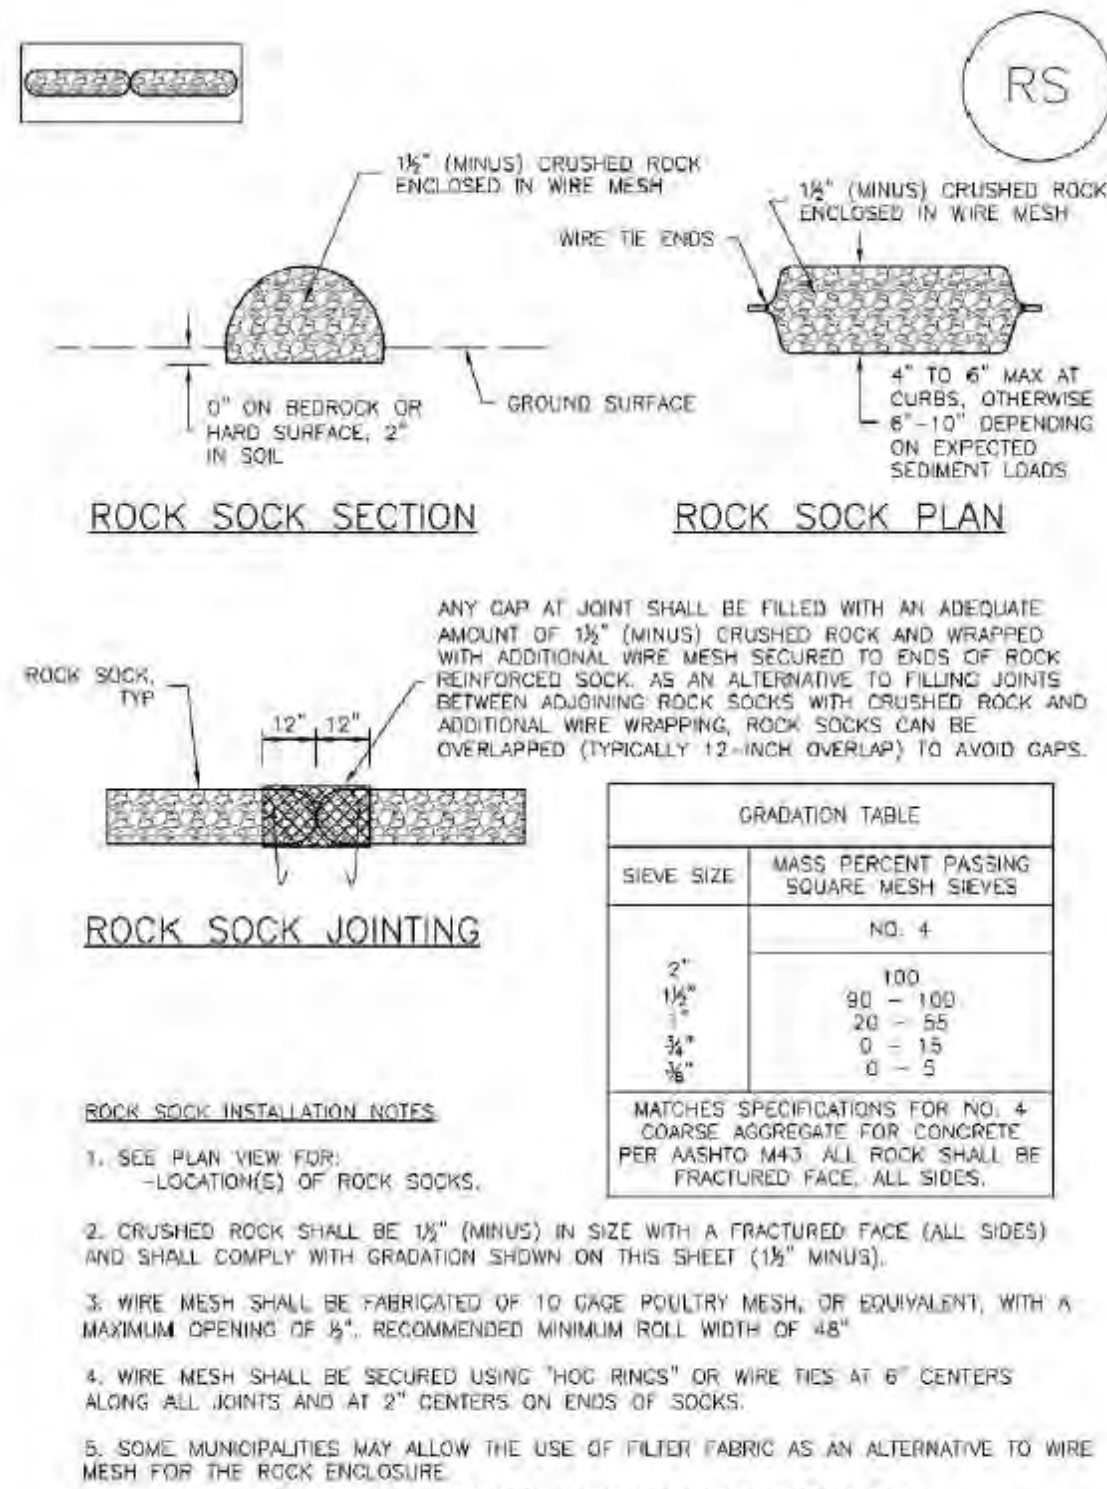 RS
1½" (MINUS) CRUSHED ROCK
ENCLOSED IN WIRE MESH
1½" (MINUS) CRUSHED ROCK
ENCLOSED IN WIRE MESH
WIRE TIE ENDS
GROUND SURFACE
0" ON BEDROCK OR
HARD SURFACE, 2"
IN SOIL
4" TO 6" MAX AT
CURBS, OTHERWISE
6"-10" DEPENDING
ON EXPECTED
SEDIMENT LOADS
ROCK SOCK SECTION
ROCK SOCK PLAN
ANY GAP AT JOINT SHALL BE FILLED WITH AN ADEQUATE
AMOUNT OF 1½" (MINUS) CRUSHED ROCK AND WRAPPED
WITH ADDITIONAL WIRE MESH SECURED TO ENDS OF ROCK
REINFORCED SOCK. AS AN ALTERNATIVE TO FILLING JOINTS
BETWEEN ADJOINING ROCK SOCKS WITH CRUSHED ROCK AND
ADDITIONAL WIRE WRAPPING, ROCK SOCKS CAN BE
OVERLAPPED (TYPICALLY 12-INCH OVERLAP) TO AVOID GAPS.
ROCK SOCK,
TYP
12" 12"
ROCK SOCK JOINTING
GRADATION TABLE
SIEVE SIZE
MASS PERCENT PASSING
SQUARE MESH SIEVES
NO. 4
2" 100
1½" 90 - 100
1" 20 - 55
¾" 0 - 15
⅜" 0 - 5
MATCHES SPECIFICATIONS FOR NO. 4
COARSE AGGREGATE FOR CONCRETE
PER AASHTO M43. ALL ROCK SHALL BE
FRACTURED FACE, ALL SIDES.
ROCK SOCK INSTALLATION NOTES
1. SEE PLAN VIEW FOR:
-LOCATION(S) OF ROCK SOCKS.
2. CRUSHED ROCK SHALL BE 1½" (MINUS) IN SIZE WITH A FRACTURED FACE (ALL SIDES)
AND SHALL COMPLY WITH GRADATION SHOWN ON THIS SHEET (1½" MINUS).
3. WIRE MESH SHALL BE FABRICATED OF 10 GAGE POULTRY MESH, OR EQUIVALENT, WITH A
MAXIMUM OPENING OF ½", RECOMMENDED MINIMUM ROLL WIDTH OF 48"
4. WIRE MESH SHALL BE SECURED USING "HOG RINGS" OR WIRE TIES AT 6" CENTERS
ALONG ALL JOINTS AND AT 2" CENTERS ON ENDS OF SOCKS.
5. SOME MUNICIPALITIES MAY ALLOW THE USE OF FILTER FABRIC AS AN ALTERNATIVE TO WIRE
MESH FOR THE ROCK ENCLOSURE.